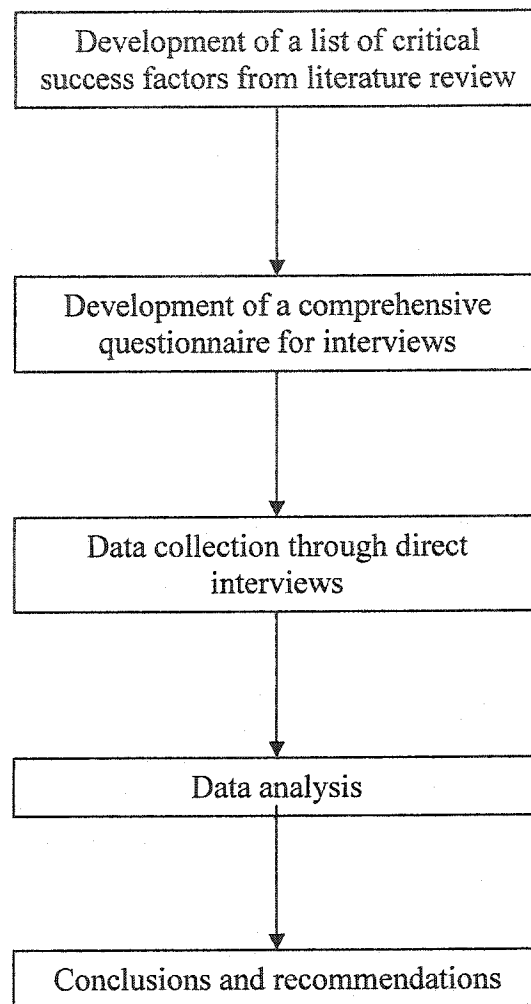 Development of a list of critical
success factors from literature review
Development of a comprehensive
questionnaire for interviews
Data collection through direct
interviews
Data analysis
Conclusions and recommendations